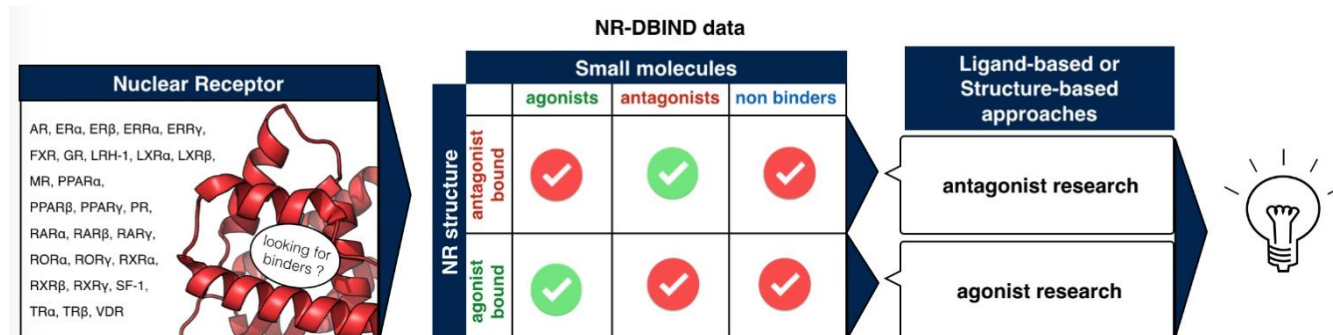 NR-DBIND data
Nuclear Receptor
AR, ERα, ERβ, ERRα, ERRγ,
FXR, GR, LRH-1, LXRα, LXRβ,
MR, PPARα,
PPARβ, PPARγ, PR,
RARα, RARβ, RARγ,
RORα, RORγ, RXRα,
RXRβ, RXRγ, SF-1,
TRα, TRβ, VDR
looking for
binders ?
Small molecules
agonists antagonists non binders
NR structure
antagonist
bound
agonist
bound
Ligand-based or
Structure-based
approaches
antagonist research
agonist research